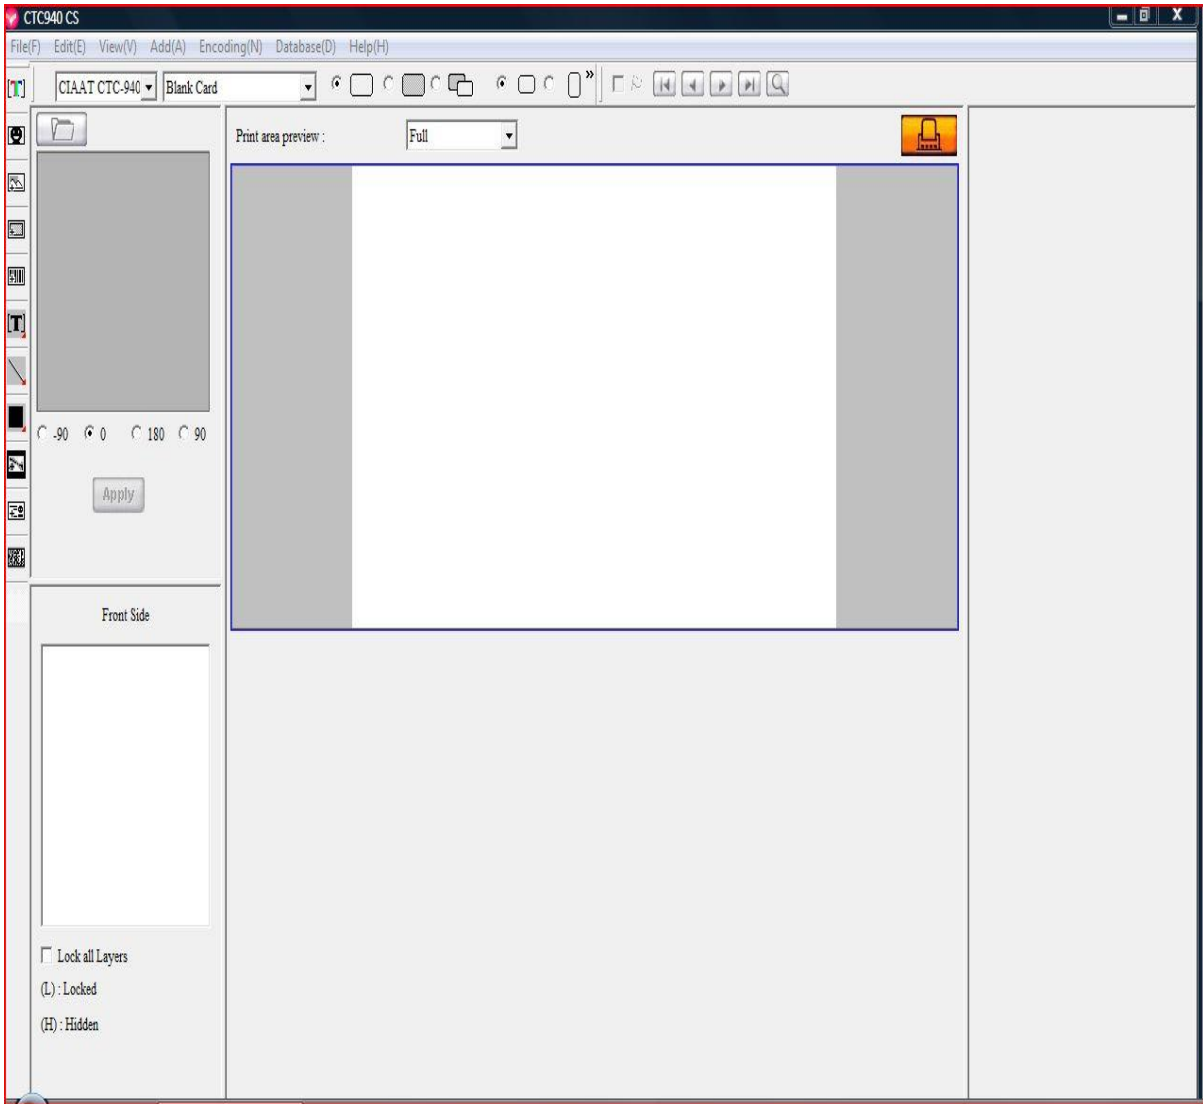 CTC940 CS
File(F) Edit(E) View(V) Add(A) Encoding(N) Database(D) Help(H)
[T] CIAAT CTC-940 Blank Card »
Print area preview : Full
[T]
-90 0 180 90
Apply
Front Side
Lock all Layers
(L) : Locked
(H) : Hidden